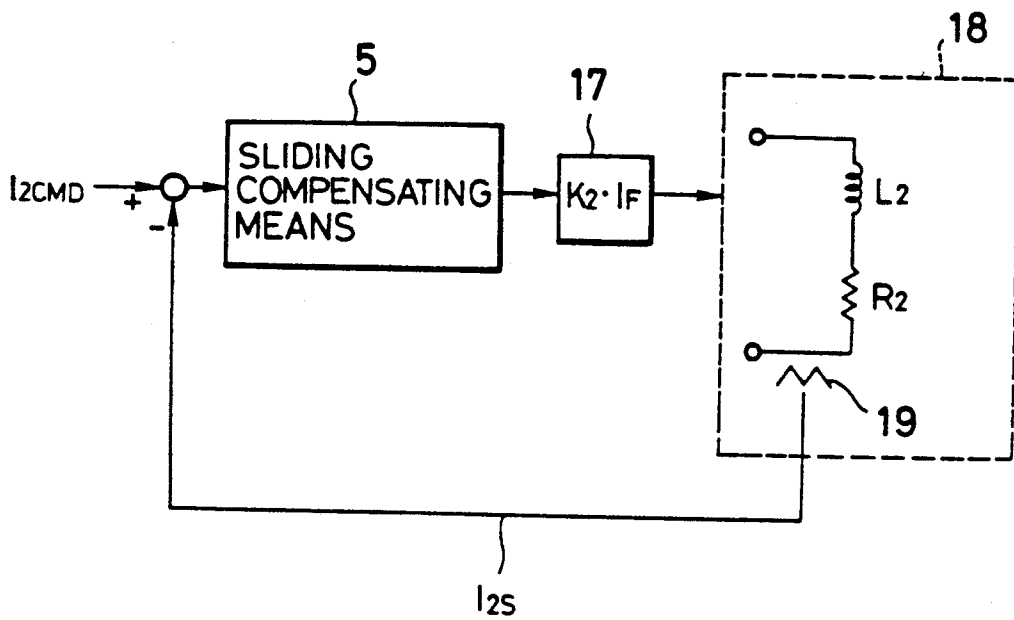 18
5
17
SLIDING
COMPENSATING
MEANS
I2CMD
+
-
K2·IF
L2
R2
19
I2S